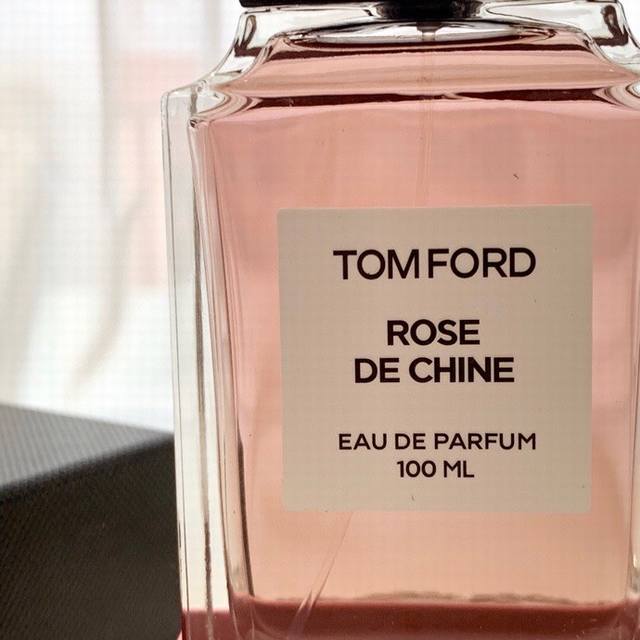 TOM FORD
ROSE
DE CHINE
EAU DE PARFUM
100 ML